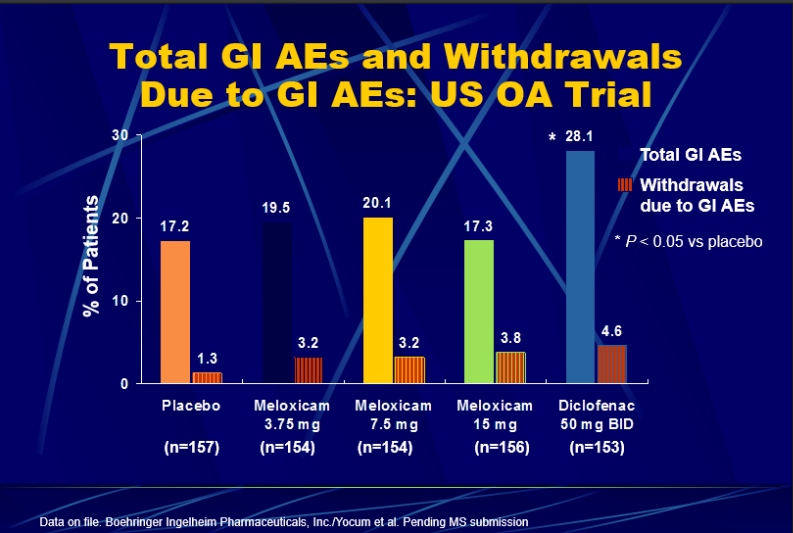 Total GI AEs and Withdrawals
Due to GI AEs: US OA Trial
% of Patients
30
20
10
0
17.2
1.3
19.5
3.2
20.1
3.2
17.3
3.8
* 28.1
4.6
Total GI AEs
Withdrawals
due to GI AEs
* P < 0.05 vs placebo
Placebo
(n=157)
Meloxicam
3.75 mg
(n=154)
Meloxicam
7.5 mg
(n=154)
Meloxicam
15 mg
(n=156)
Diclofenac
50 mg BID
(n=153)
Data on file. Boehringer Ingelheim Pharmaceuticals, Inc./Yocum et al. Pending MS submission